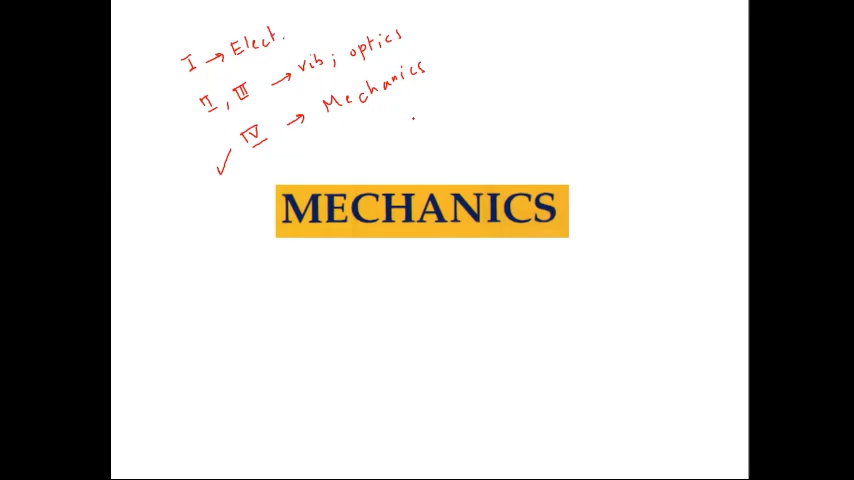 I → Elect.
II, III → vib; optics
✓ IV → Mechanics
MECHANICS